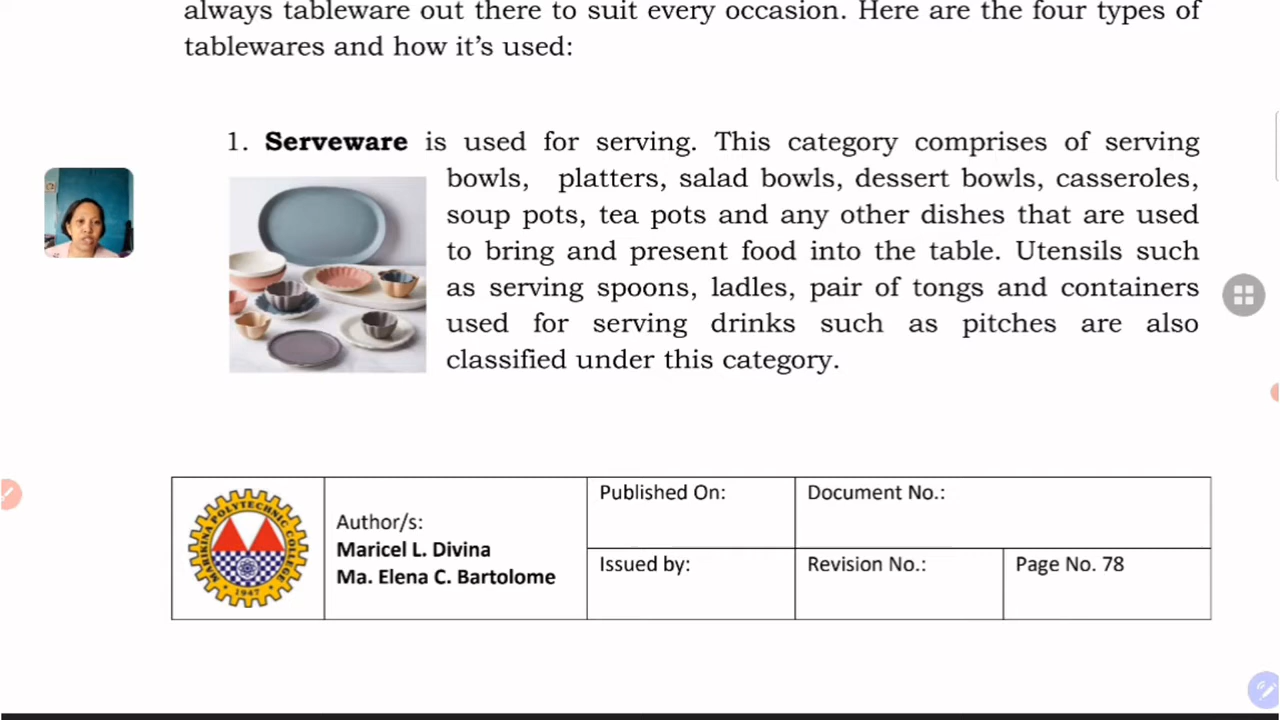 always tableware out there to suit every occasion. Here are the four types of
tablewares and how it’s used:
1. Serveware is used for serving. This category comprises of serving
bowls, platters, salad bowls, dessert bowls, casseroles,
soup pots, tea pots and any other dishes that are used
to bring and present food into the table. Utensils such
as serving spoons, ladles, pair of tongs and containers
used for serving drinks such as pitches are also
classified under this category.
MARIKINA POLYTECHNIC COLLEGE
1947
Author/s:
Maricel L. Divina
Ma. Elena C. Bartolome
Published On:
Document No.:
Issued by:
Revision No.:
Page No. 78